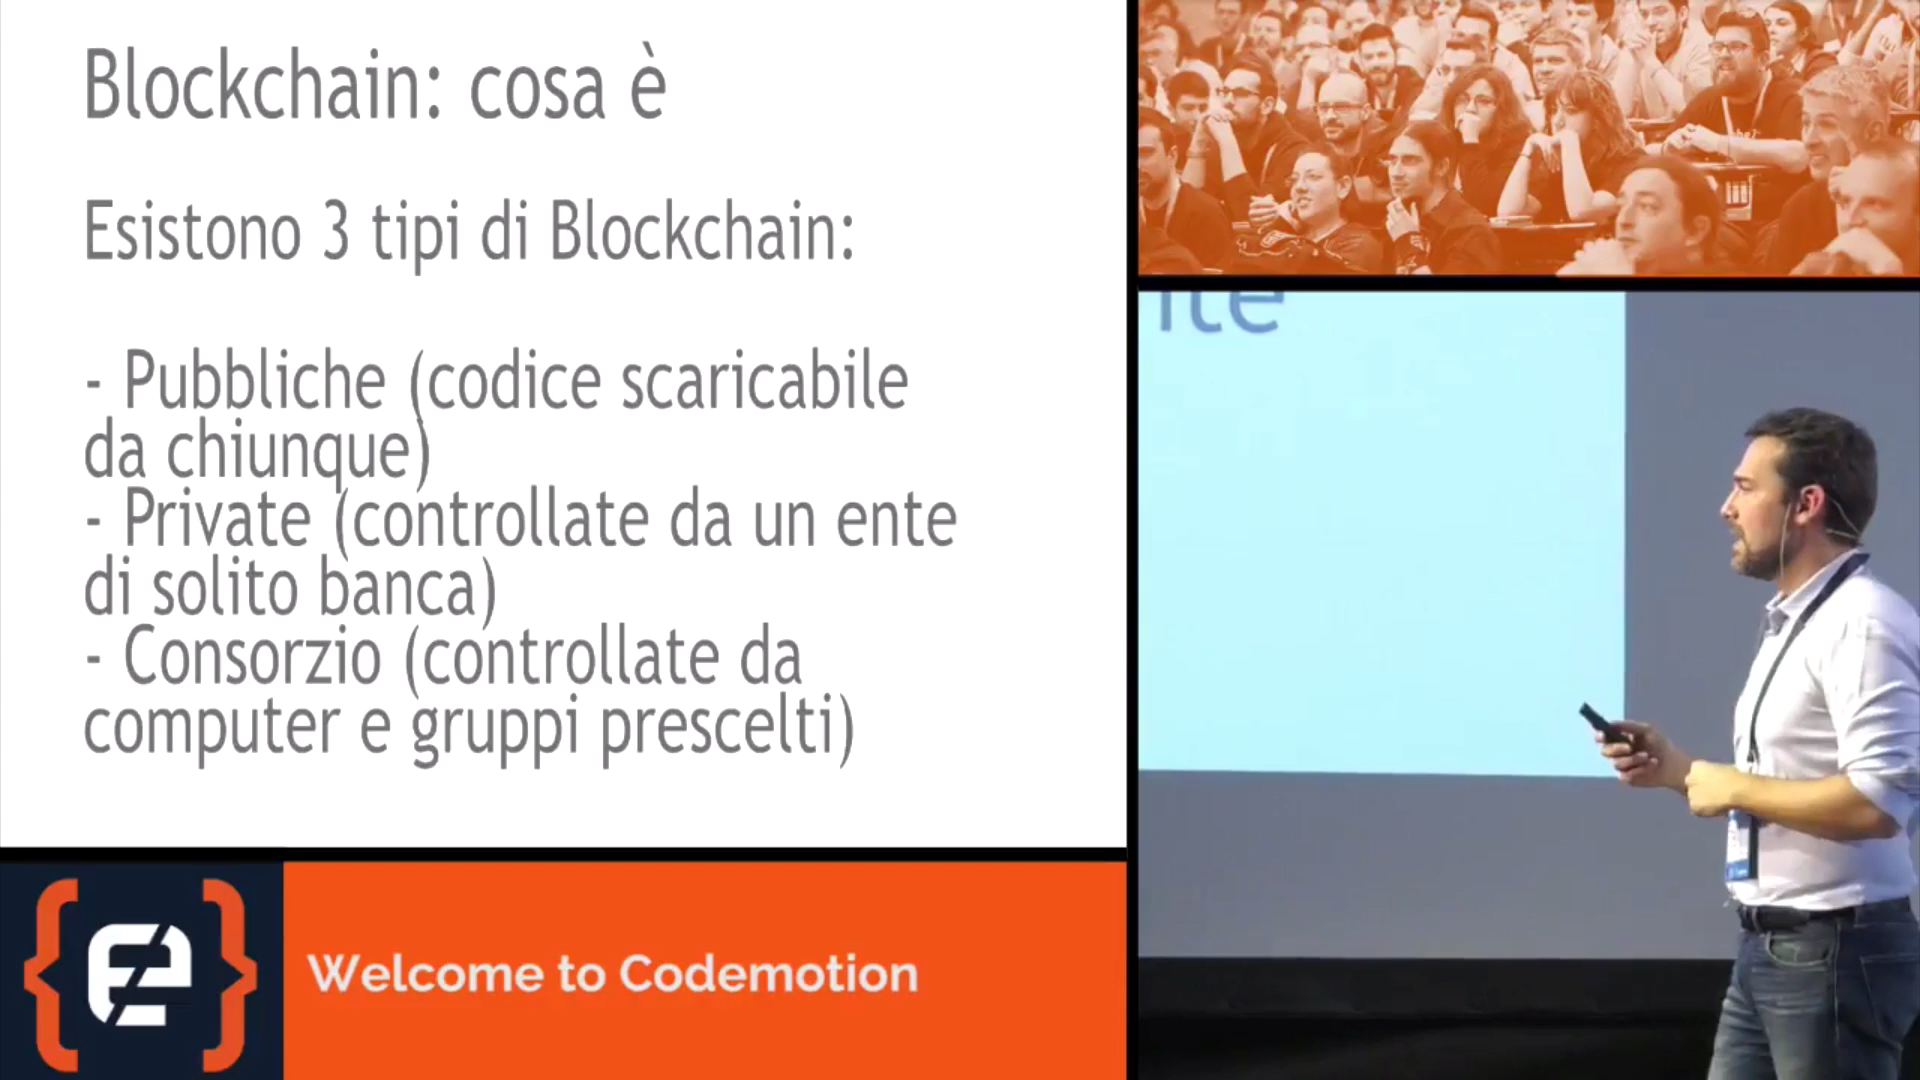 Blockchain: cosa è
Esistono 3 tipi di Blockchain:
- Pubbliche (codice scaricabile
da chiunque)
- Private (controllate da un ente
di solito banca)
- Consorzio (controllate da
computer e gruppi prescelti)
Welcome to Codemotion